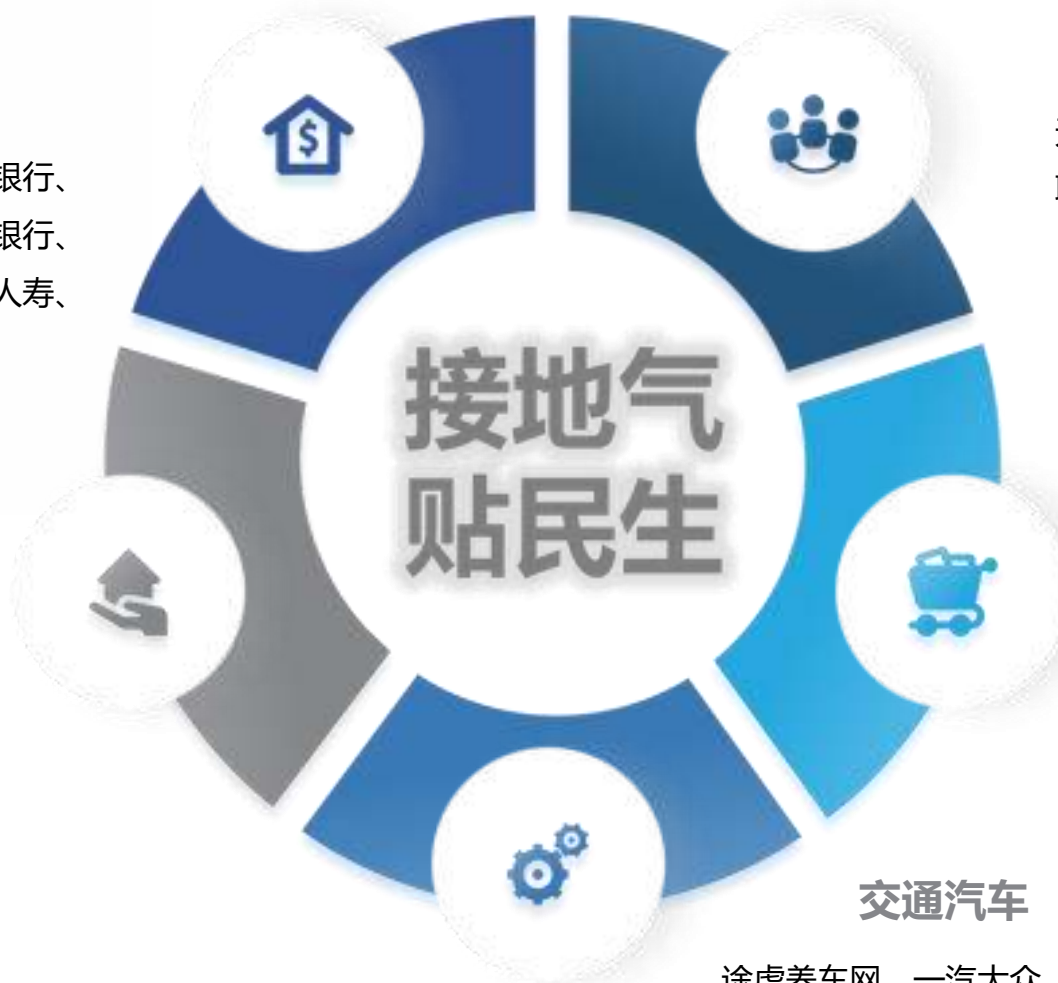 银行、
银行、
人寿、
接地气
贴民生
交通汽车
途虎养车网、一汽大众